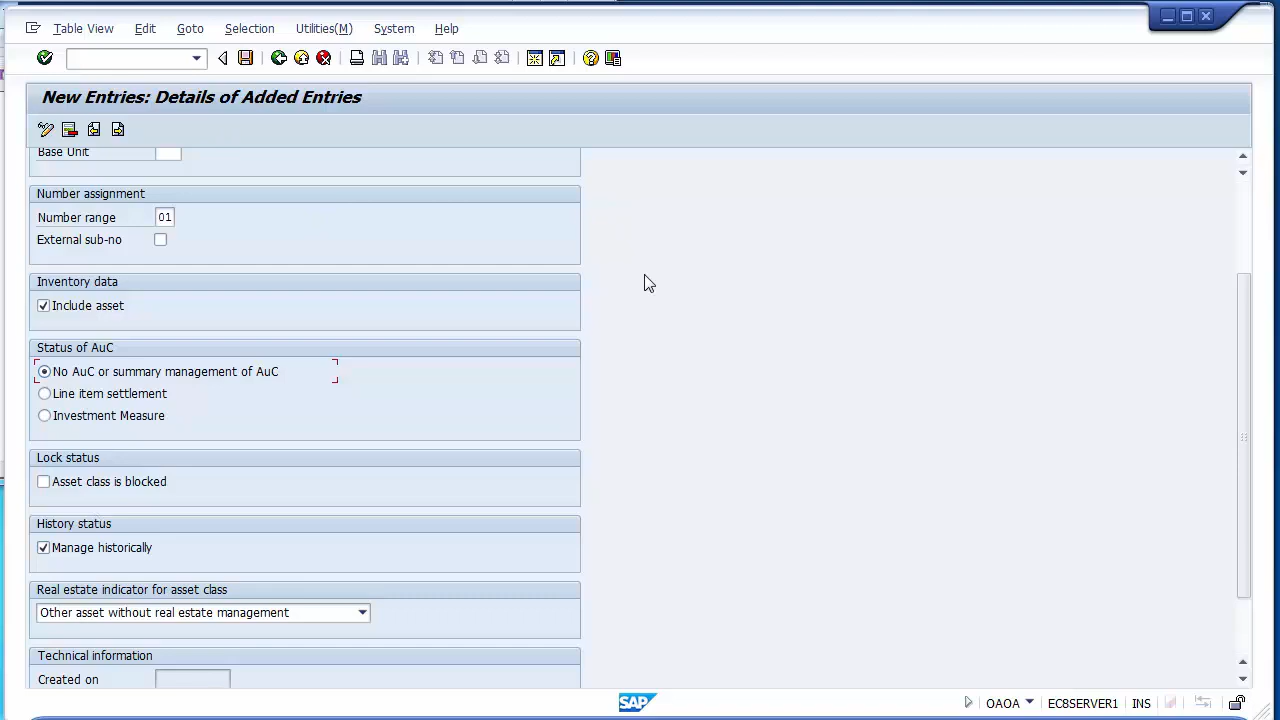 Table View Edit Goto Selection Utilities(M) System Help
New Entries: Details of Added Entries
Base Unit
Number assignment
Number range 01
External sub-no
Inventory data
Include asset
Status of AuC
No AuC or summary management of AuC
Line item settlement
Investment Measure
Lock status
Asset class is blocked
History status
Manage historically
Real estate indicator for asset class
Other asset without real estate management
Technical information
Created on
SAP OAOA EC8SERVER1 INS